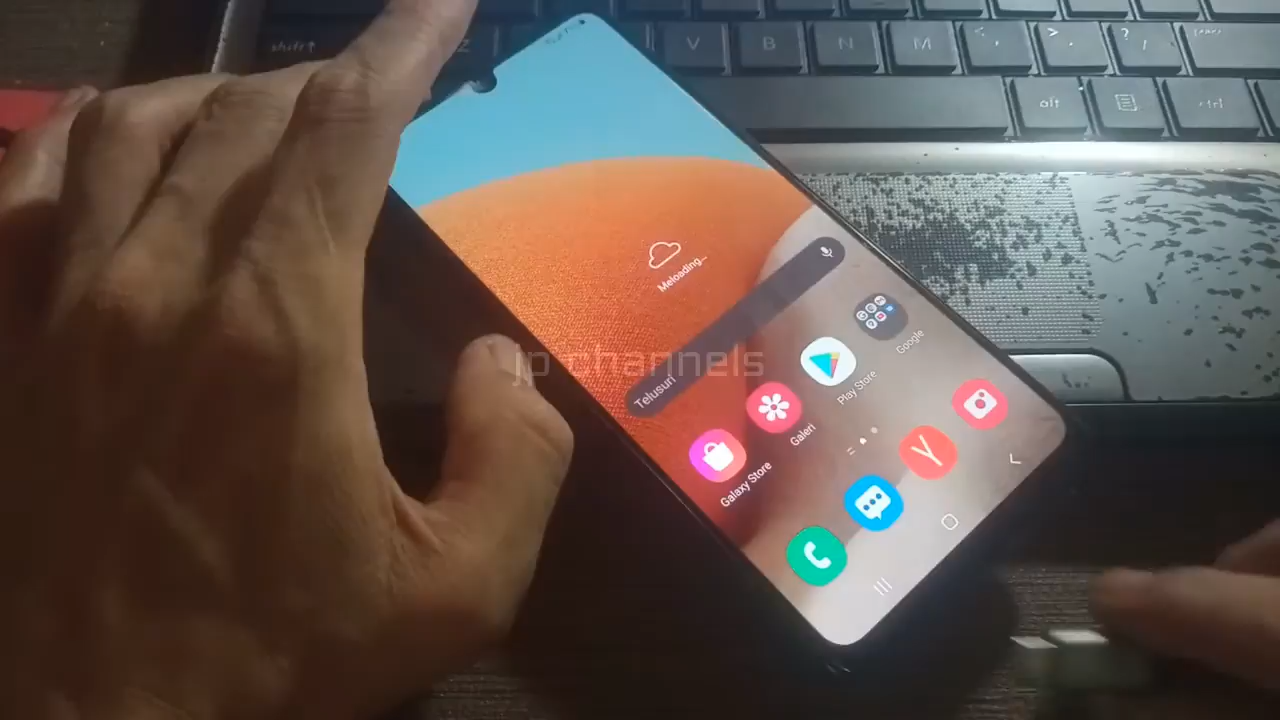 shift↑
Z
V
B
N
M
<
,
>
.
?
/
alt
ctrl
Meloading...
Telusuri
Google
Play Store
Galeri
Galaxy Store
jp channels